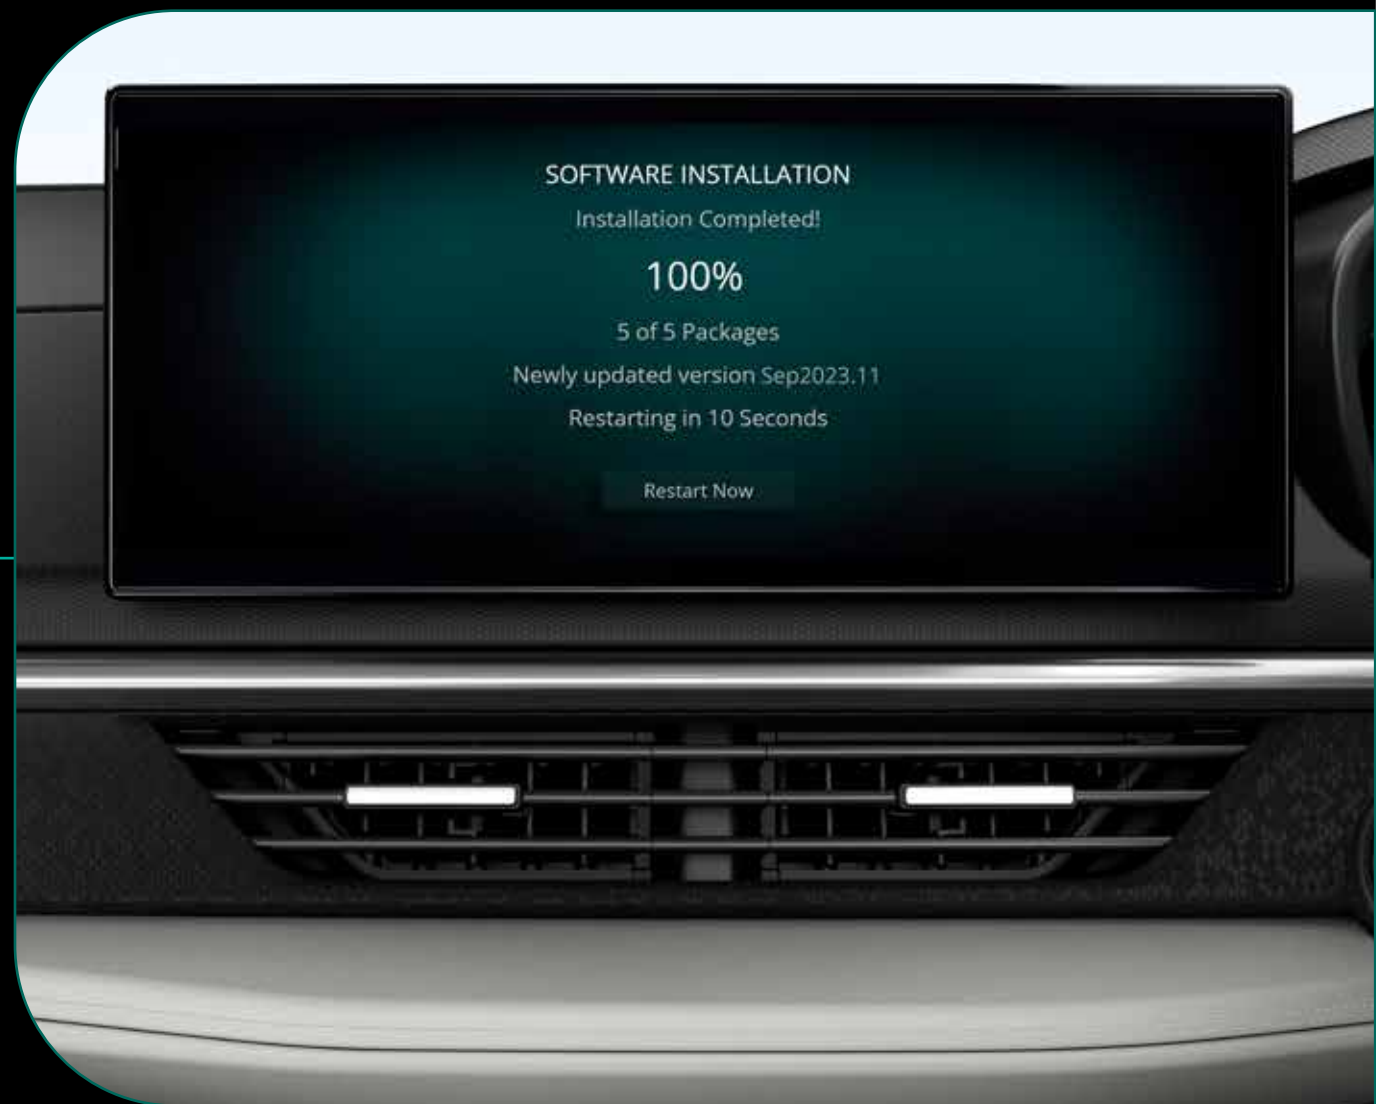 SOFTWARE INSTALLATION
Installation Completed!
100%
5 of 5 Packages
Newly updated version Sep2023.11
Restarting in 10 Seconds
Restart Now